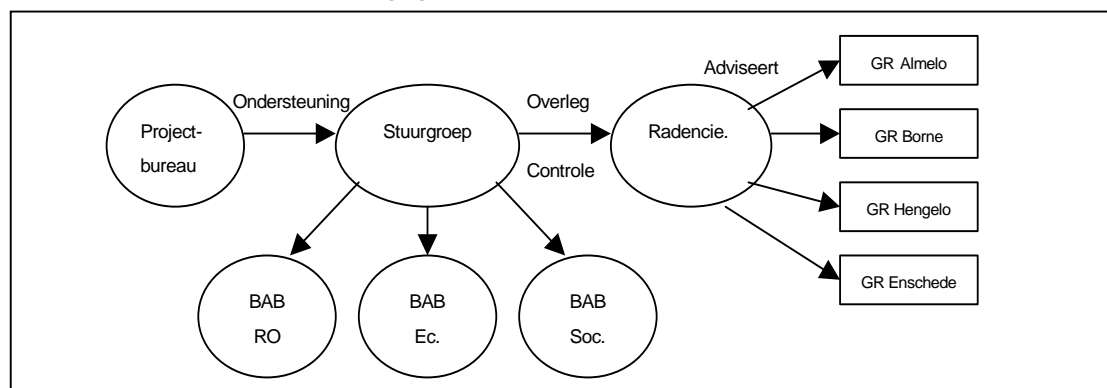 Adviseert
GR Almelo
Ondersteuning
Overleg
Project-
bureau
Stuurgroep
Radencie.
GR Borne
Controle
GR Hengelo
GR Enschede
BAB
RO
BAB
Ec.
BAB
Soc.